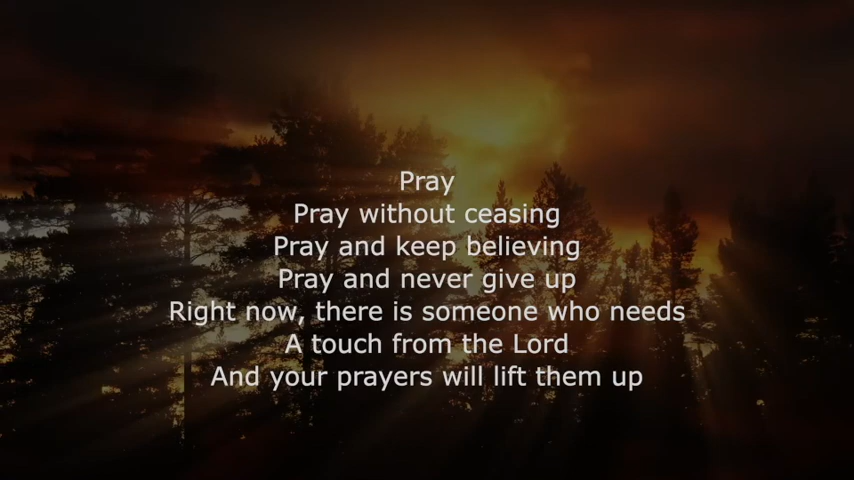 Pray
Pray without ceasing
Pray and keep believing
Pray and never give up
Right now, there is someone who needs
A touch from the Lord
And your prayers will lift them up